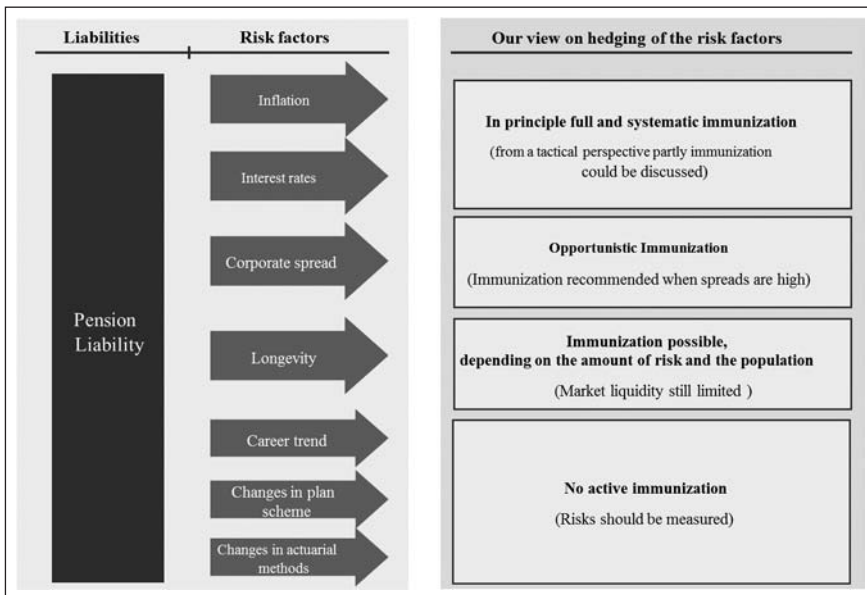 Liabilities
Risk factors
Our view on hedging of the risk factors
Pension
Liability
Inflation
Interest rates
Corporate spread
Longevity
Career trend
Changes in plan
scheme
Changes in actuarial
methods
In principle full and systematic immunization
(from a tactical perspective partly immunization
could be discussed)
Opportunistic Immunization
(Immunization recommended when spreads are high)
Immunization possible,
depending on the amount of risk and the population
(Market liquidity still limited )
No active immunization
(Risks should be measured)